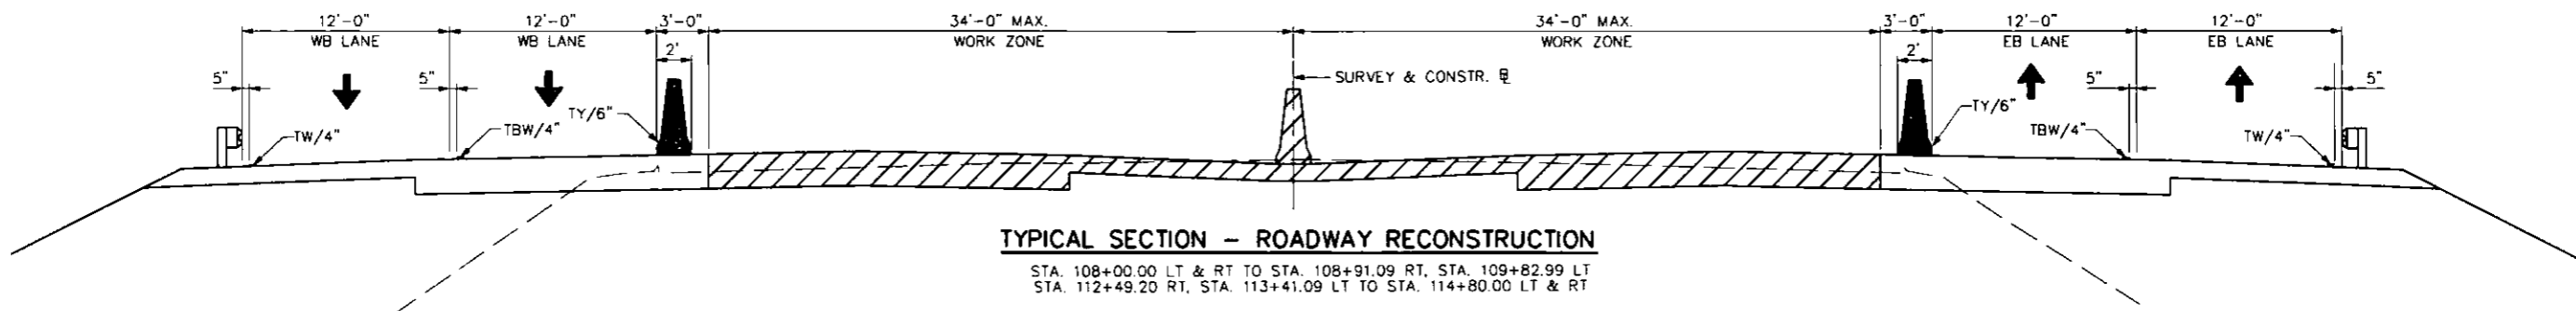 12'-0" 12'-0" 3'-0" 34'-0" MAX. 34'-0" MAX. 3'-0" 12'-0" 12'-0"
WB LANE WB LANE WORK ZONE WORK ZONE EB LANE EB LANE
2' 2'
5" 5" SURVEY & CONSTR. BL 5" 5"
TW/4" TBW/4" TY/6" TY/6" TBW/4" TW/4"
TYPICAL SECTION - ROADWAY RECONSTRUCTION
STA. 108+00.00 LT & RT TO STA. 108+91.09 RT, STA. 109+82.99 LT
STA. 112+49.20 RT, STA. 113+41.09 LT TO STA. 114+80.00 LT & RT